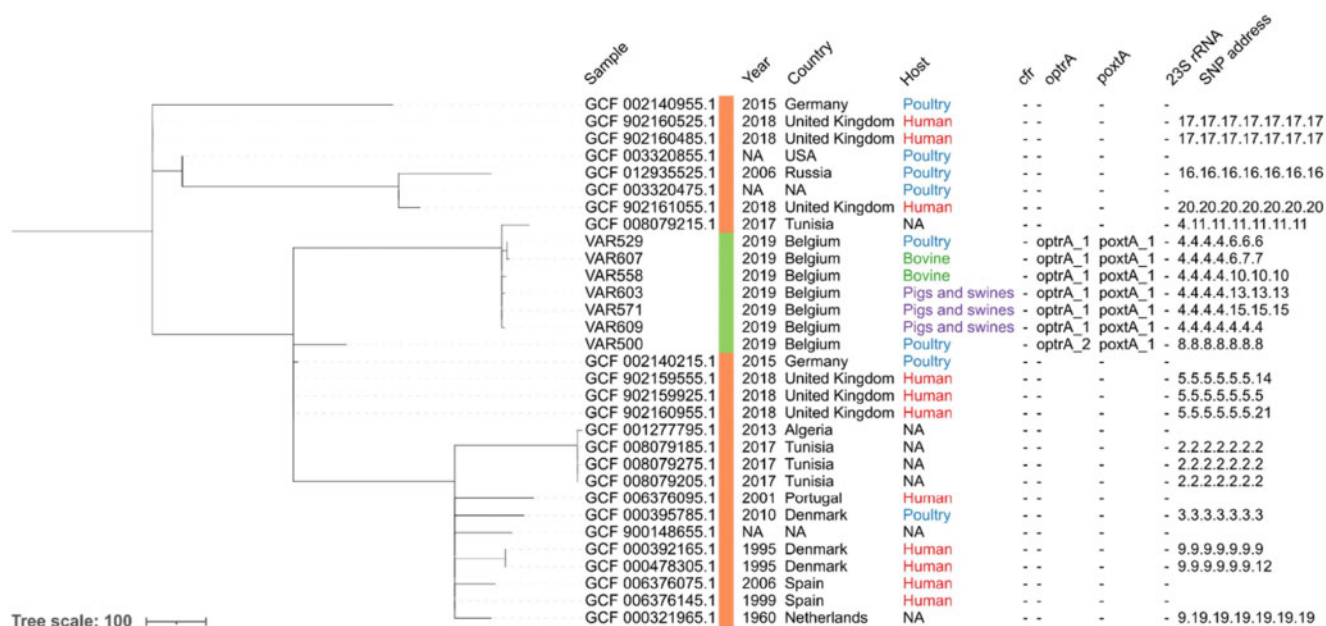 Sample Year Country Host cfr optrA poxtA 23S rRNA SNP address
GCF 002140955.1 2015 Germany Poultry - - - -
GCF 902160525.1 2018 United Kingdom Human - - - - 17.17.17.17.17.17.17
GCF 902160485.1 2018 United Kingdom Human - - - - 17.17.17.17.17.17.17
GCF 003320855.1 NA USA Poultry - - - -
GCF 012935525.1 2006 Russia Poultry - - - - 16.16.16.16.16.16.16
GCF 003320475.1 NA NA Poultry - - - -
GCF 902161055.1 2018 United Kingdom Human - - - - 20.20.20.20.20.20.20
GCF 008079215.1 2017 Tunisia NA - - - - 4.11.11.11.11.11.11
VAR529 2019 Belgium Poultry - optrA_1 poxtA_1 - 4.4.4.4.6.6.6
VAR607 2019 Belgium Bovine - optrA_1 poxtA_1 - 4.4.4.4.6.7.7
VAR558 2019 Belgium Bovine - optrA_1 poxtA_1 - 4.4.4.4.10.10.10
VAR603 2019 Belgium Pigs and swines - optrA_1 poxtA_1 - 4.4.4.4.13.13.13
VAR571 2019 Belgium Pigs and swines - optrA_1 poxtA_1 - 4.4.4.4.15.15.15
VAR609 2019 Belgium Pigs and swines - optrA_1 poxtA_1 - 4.4.4.4.4.4.4
VAR500 2019 Belgium Poultry - optrA_2 poxtA_1 - 8.8.8.8.8.8.8
GCF 002140215.1 2015 Germany Poultry - - - -
GCF 902159555.1 2018 United Kingdom Human - - - - 5.5.5.5.5.5.14
GCF 902159925.1 2018 United Kingdom Human - - - - 5.5.5.5.5.5.5
GCF 902160955.1 2018 United Kingdom Human - - - - 5.5.5.5.5.5.21
GCF 001277795.1 2013 Algeria NA - - - -
GCF 008079185.1 2017 Tunisia NA - - - - 2.2.2.2.2.2.2
GCF 008079275.1 2017 Tunisia NA - - - - 2.2.2.2.2.2.2
GCF 008079205.1 2017 Tunisia NA - - - - 2.2.2.2.2.2.2
GCF 006376095.1 2001 Portugal Human - - - -
GCF 000395785.1 2010 Denmark Poultry - - - - 3.3.3.3.3.3.3
GCF 900148655.1 NA NA NA - - - -
GCF 000392165.1 1995 Denmark Human - - - - 9.9.9.9.9.9.9
GCF 000478305.1 1995 Denmark Human - - - - 9.9.9.9.9.9.12
GCF 006376075.1 2006 Spain Human - - - -
GCF 006376145.1 1999 Spain Human - - - -
GCF 000321965.1 1960 Netherlands NA - - - - 9.19.19.19.19.19.19
Tree scale: 100